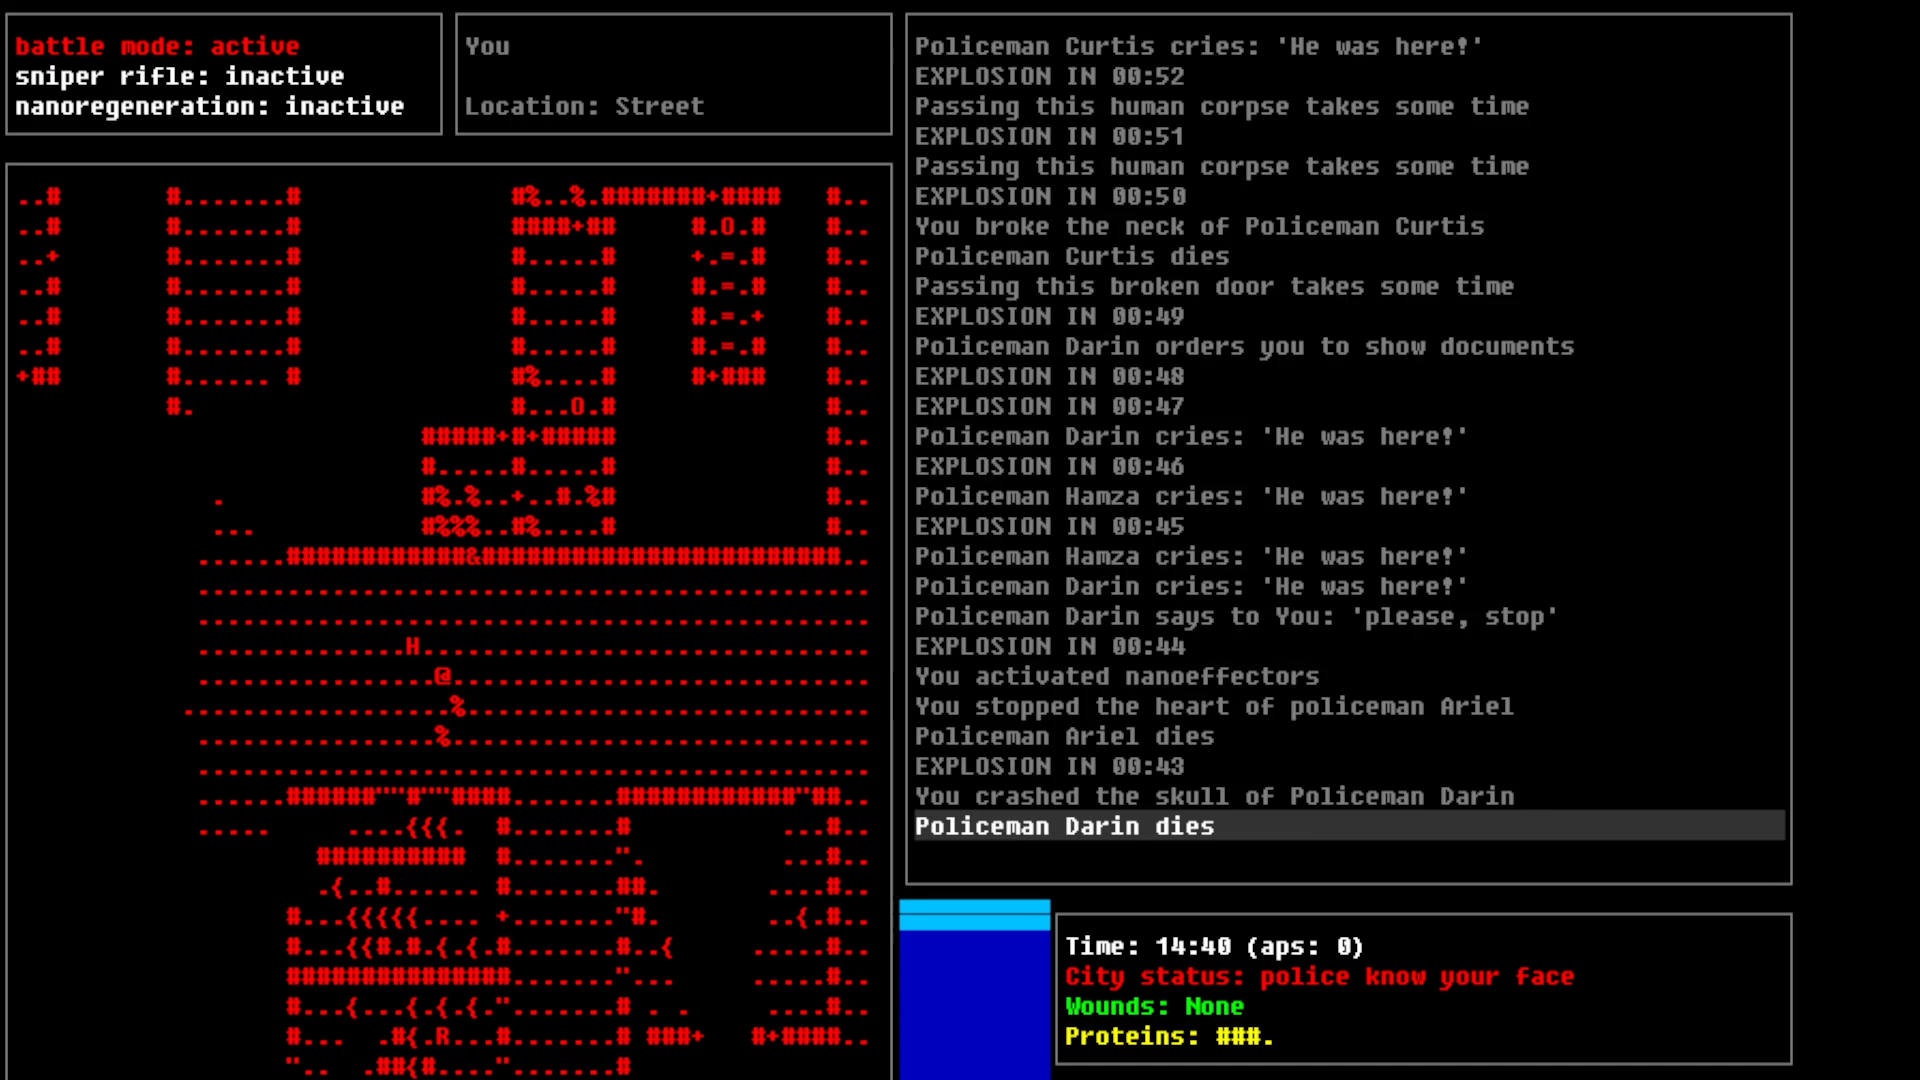 battle mode: active
sniper rifle: inactive
nanoregeneration: inactive
You
Location: Street
..#       #.......#              #%..%.#######+####   #..
..#       #.......#              ####+##     #.O.#    #..
..+       #.......#              #.....#     +.=.#    #..
..#       #.......#              #.....#     #.=.#    #..
..#       #.......#              #.....#     #.=.+    #..
..#       #.......#              #.....#     #.=.#    #..
+##       #...... #              #%....#     #+###    #..
          #.                     #...O.#              #..
                           #####+#+#####              #..
                           #.....#.....#              #..
             .             #%.%..+..#.%#              #..
             ...           #%%%..#%....#              #..
            ......############&########################..
            .............................................
            .............................................
            ..............H..............................
            ................@............................
           ..................%...........................
            ................%............................
            .............................................
            ......######""#""####.......############"##..
            .....     ....{{{.  #.......#          ...#..
                    ##########  #.......".         ...#..
                    .{..#...... #.......##.       ....#..
                  #...{{{{{.... +......."#.       ..{.#..
                  #...{{#.#.{.{.#.......#..{     .....#..
                  ###############......."...     .....#..
                  #...{...{.{.{.".......# . .     ....#..
                  #...  .#{.R...#.......# ###+   #+####..
                  "..  .##{#....".......#
Policeman Curtis cries: 'He was here!'
EXPLOSION IN 00:52
Passing this human corpse takes some time
EXPLOSION IN 00:51
Passing this human corpse takes some time
EXPLOSION IN 00:50
You broke the neck of Policeman Curtis
Policeman Curtis dies
Passing this broken door takes some time
EXPLOSION IN 00:49
Policeman Darin orders you to show documents
EXPLOSION IN 00:48
EXPLOSION IN 00:47
Policeman Darin cries: 'He was here!'
EXPLOSION IN 00:46
Policeman Hamza cries: 'He was here!'
EXPLOSION IN 00:45
Policeman Hamza cries: 'He was here!'
Policeman Darin cries: 'He was here!'
Policeman Darin says to You: 'please, stop'
EXPLOSION IN 00:44
You activated nanoeffectors
You stopped the heart of policeman Ariel
Policeman Ariel dies
EXPLOSION IN 00:43
You crashed the skull of Policeman Darin
Policeman Darin dies
Time: 14:40 (aps: 0)
City status: police know your face
Wounds: None
Proteins: ###.